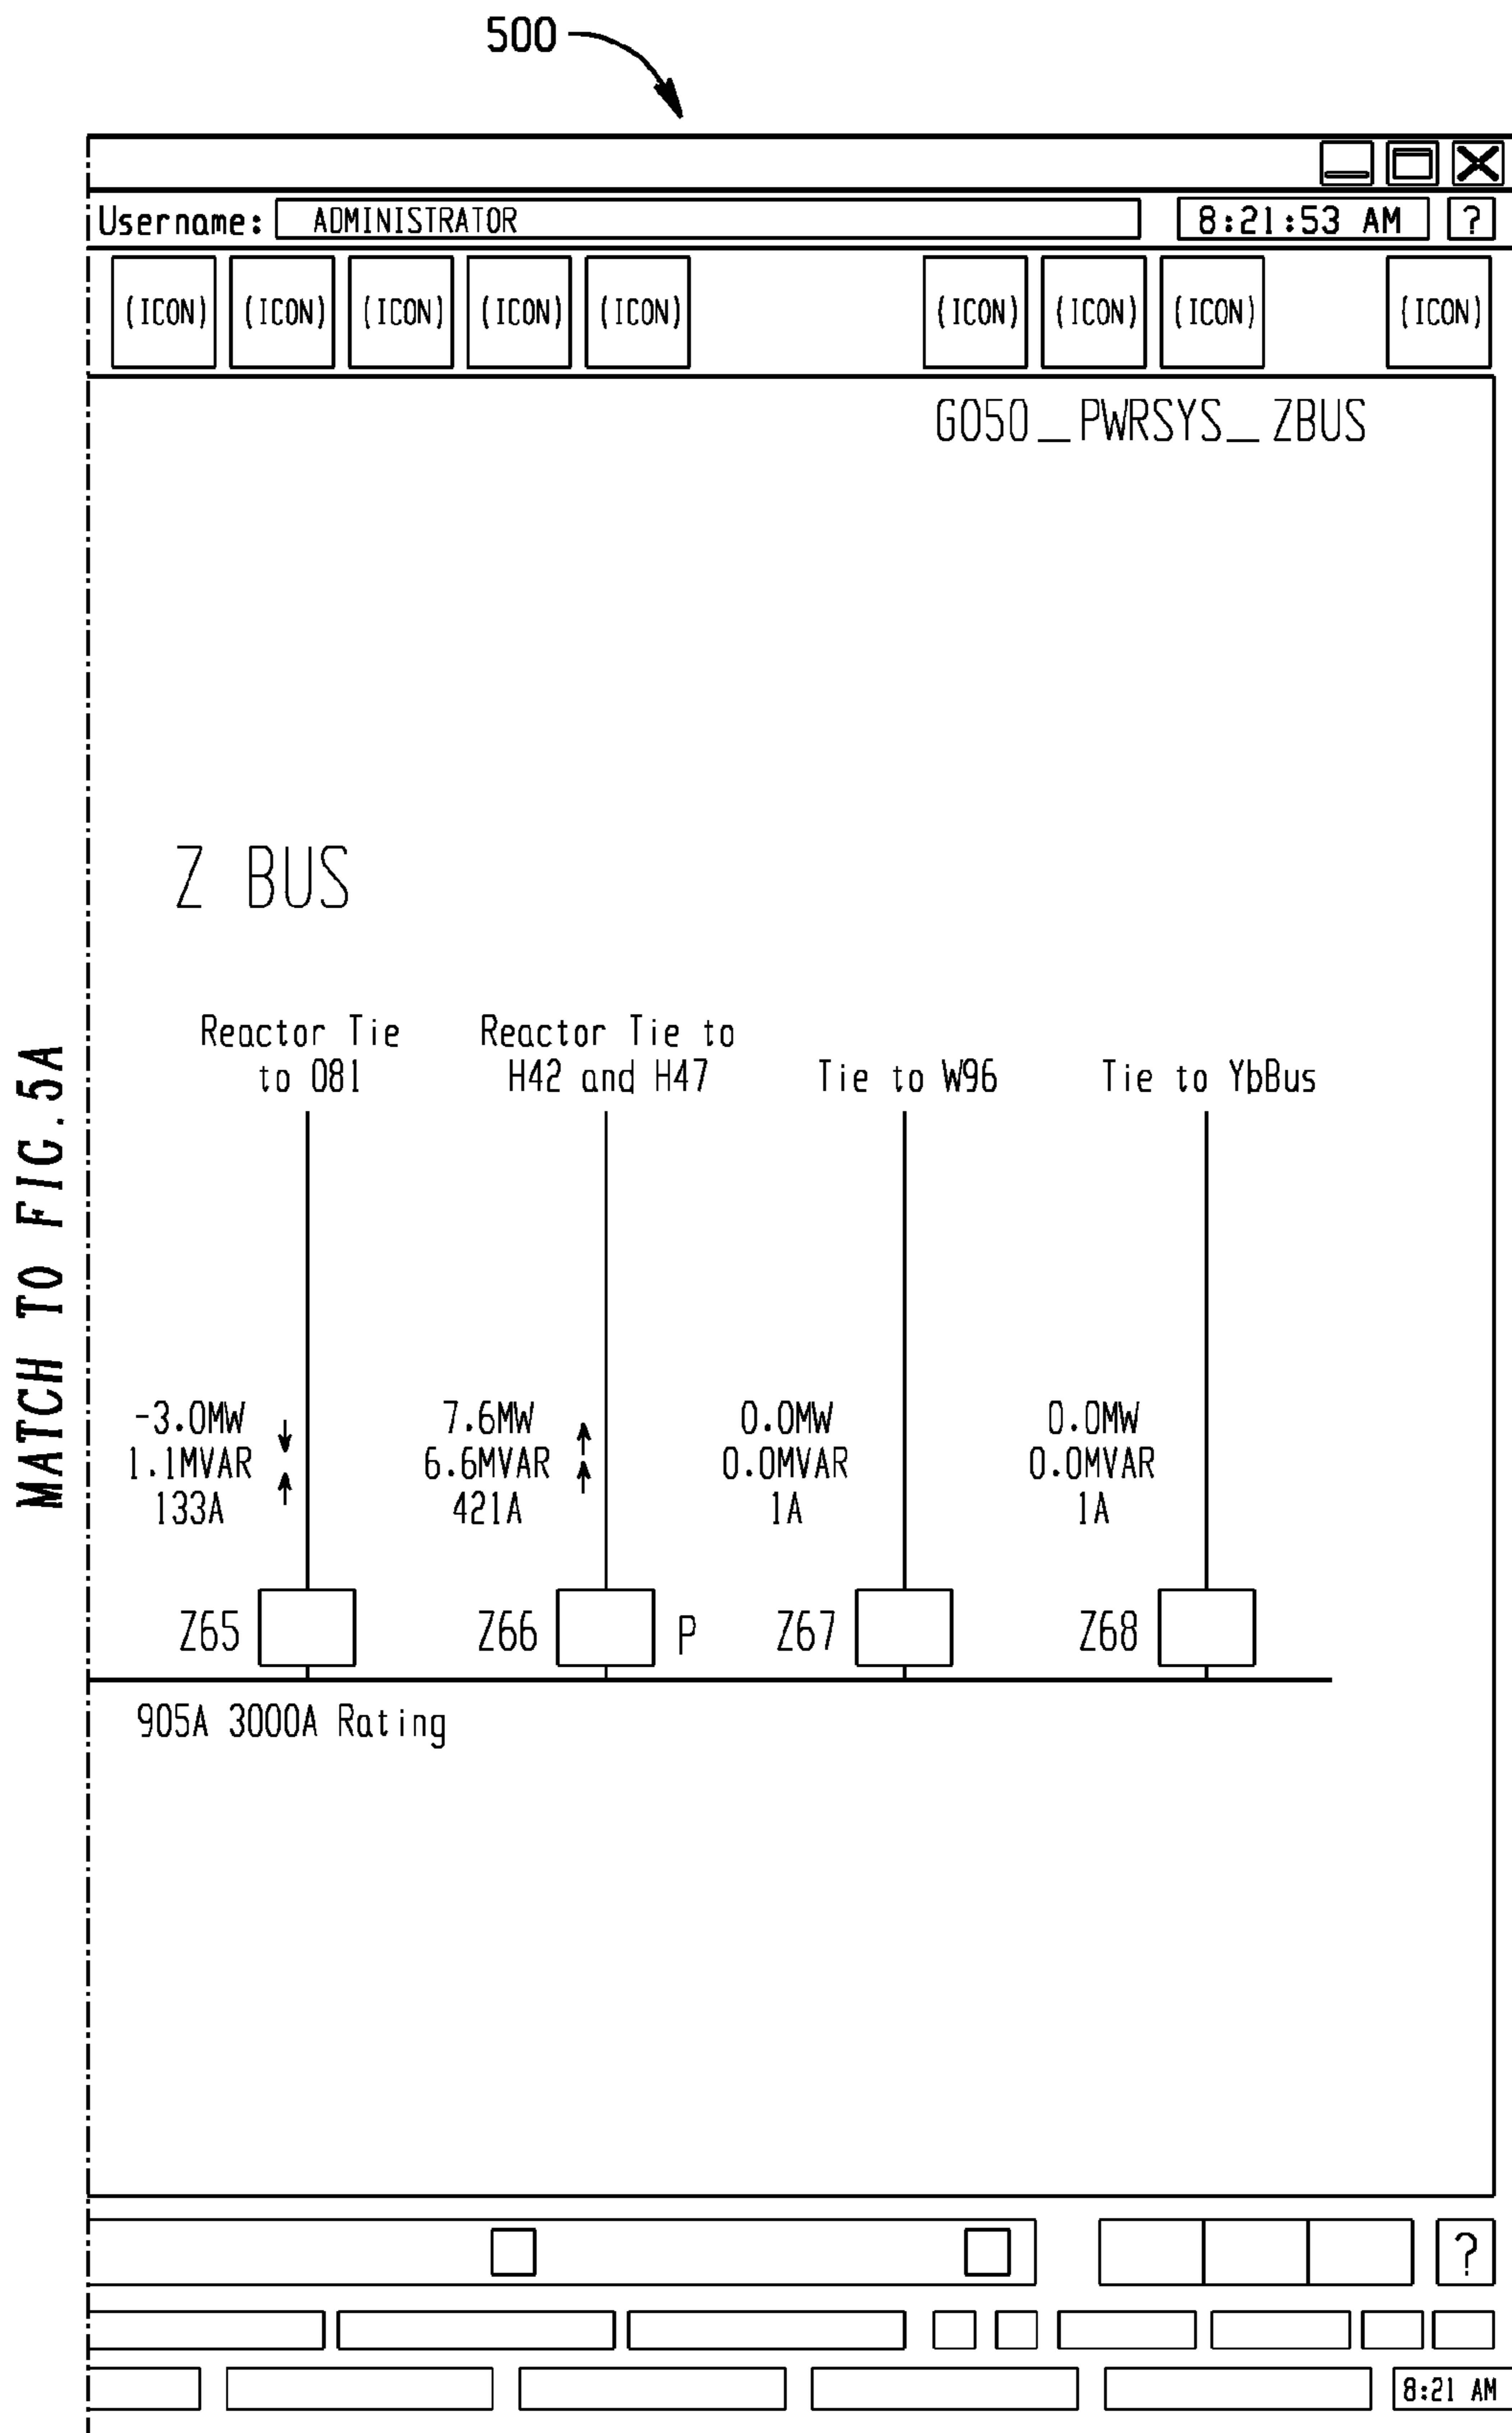 500
Username: ADMINISTRATOR 8:21:53 AM ?
(ICON) (ICON) (ICON) (ICON) (ICON) (ICON) (ICON) (ICON) (ICON)
G050_PWRSYS_ZBUS
Z BUS
Reactor Tie to 081
Reactor Tie to H42 and H47
Tie to W96
Tie to YbBus
MATCH TO FIG.5A
-3.0MW 7.6MW 0.0MW 0.0MW
1.1MVAR 6.6MVAR 0.0MVAR 0.0MVAR
133A 421A 1A 1A
Z65 Z66 P Z67 Z68
905A 3000A Rating
?
8:21 AM